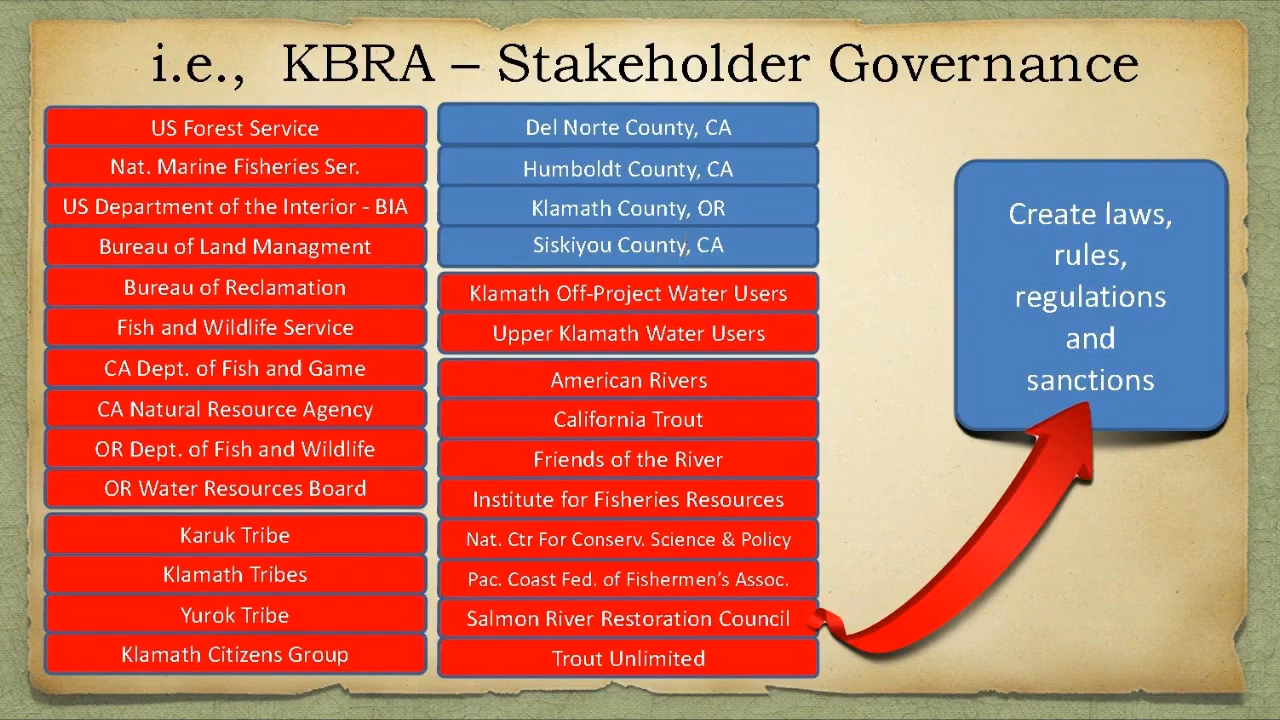 i.e., KBRA – Stakeholder Governance
US Forest Service
Nat. Marine Fisheries Ser.
US Department of the Interior - BIA
Bureau of Land Managment
Bureau of Reclamation
Fish and Wildlife Service
CA Dept. of Fish and Game
CA Natural Resource Agency
OR Dept. of Fish and Wildlife
OR Water Resources Board
Karuk Tribe
Klamath Tribes
Yurok Tribe
Klamath Citizens Group
Del Norte County, CA
Humboldt County, CA
Klamath County, OR
Siskiyou County, CA
Klamath Off-Project Water Users
Upper Klamath Water Users
American Rivers
California Trout
Friends of the River
Institute for Fisheries Resources
Nat. Ctr For Conserv. Science & Policy
Pac. Coast Fed. of Fishermen’s Assoc.
Salmon River Restoration Council
Trout Unlimited
Create laws,
rules,
regulations
and
sanctions